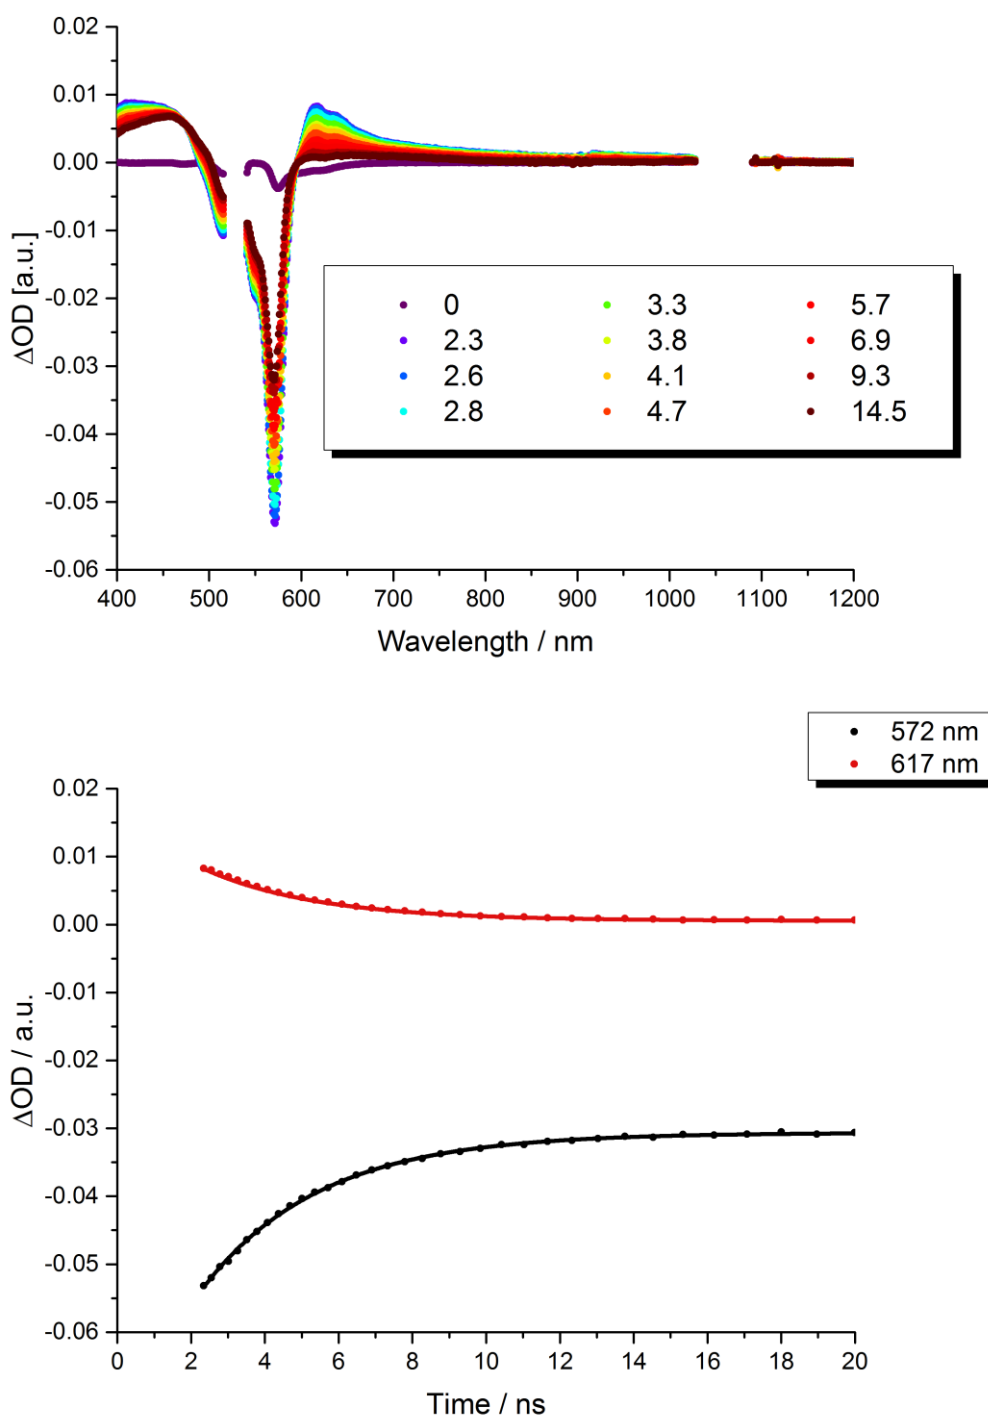 0.02
0.01
0.00
-0.01
-0.02
-0.03
-0.04
-0.05
-0.06
ΔOD [a.u.]
0 3.3 5.7
2.3 3.8 6.9
2.6 4.1 9.3
2.8 4.7 14.5
400 500 600 700 800 900 1000 1100 1200
Wavelength / nm
572 nm
617 nm
0.02
0.01
0.00
-0.01
-0.02
-0.03
-0.04
-0.05
-0.06
ΔOD / a.u.
0 2 4 6 8 10 12 14 16 18 20
Time / ns